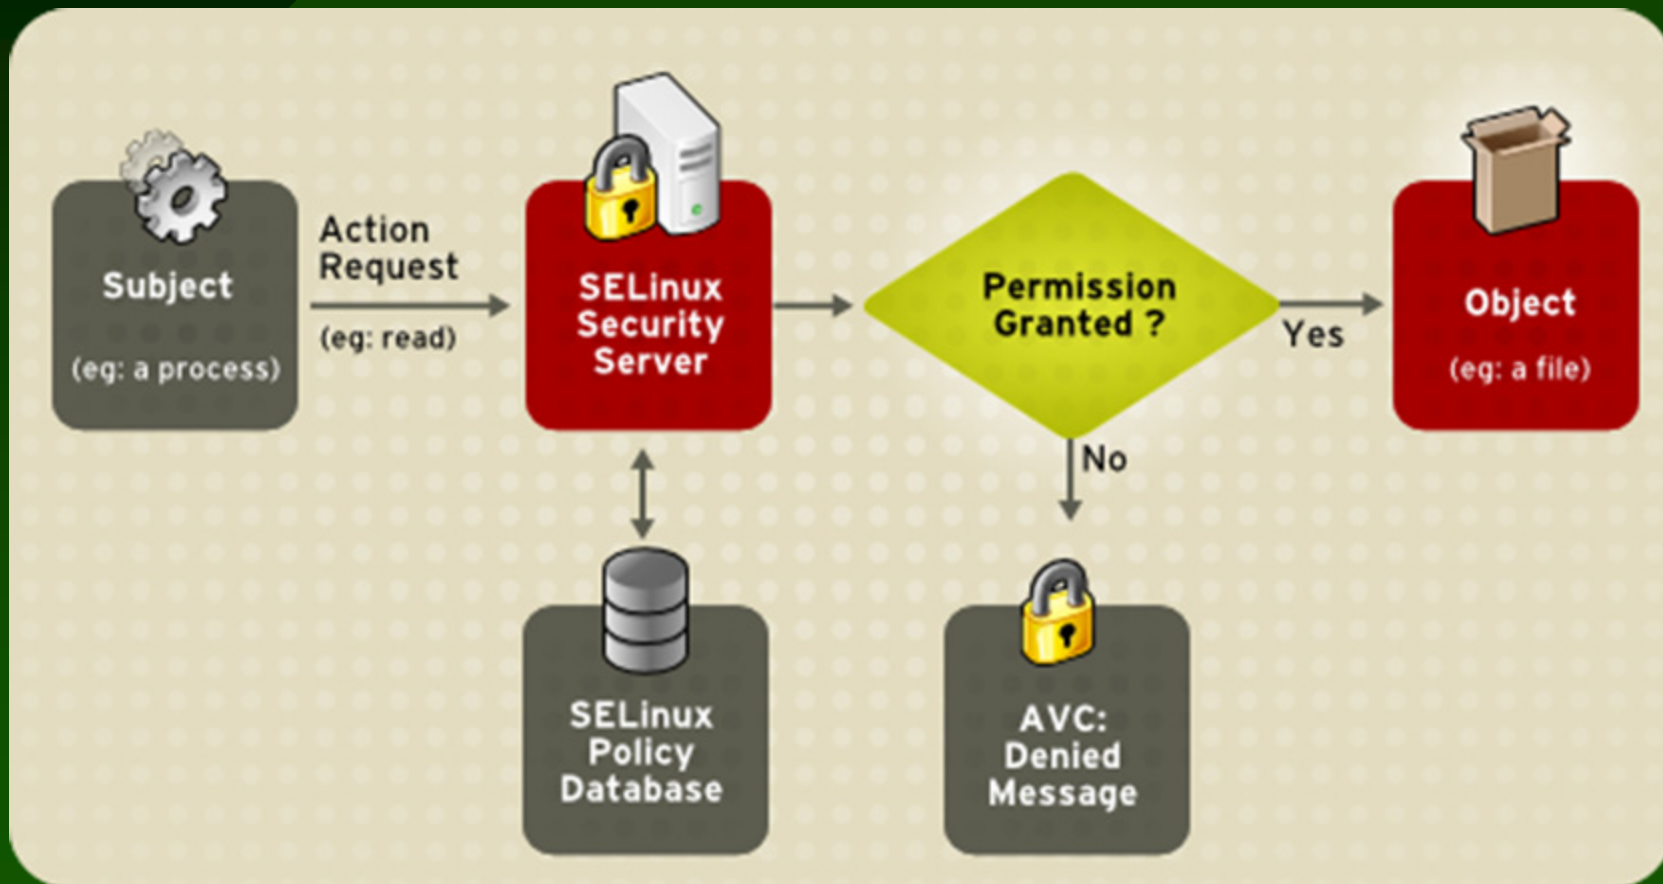 Subject
(eg: a process)
Action
Request
(eg: read)
SELinux
Security
Server
Permission
Granted ?
Yes
Object
(eg: a file)
No
SELinux
Policy
Database
AVC:
Denied
Message